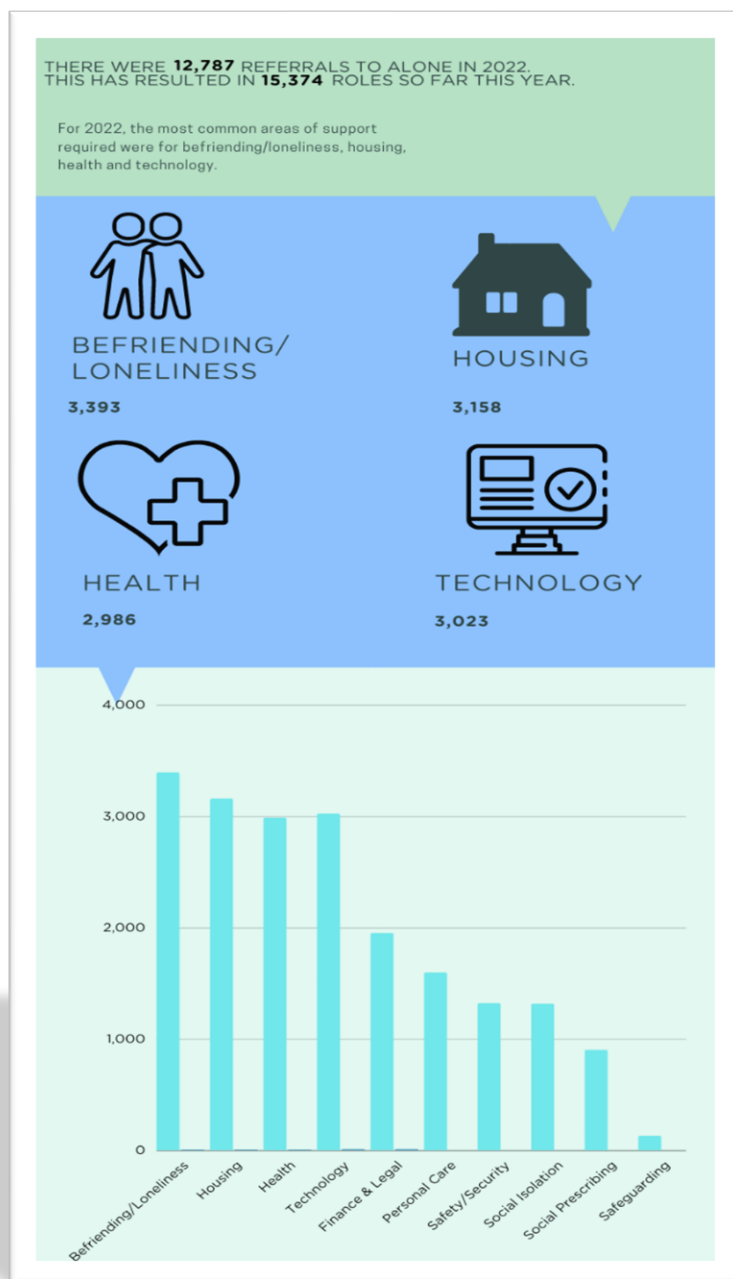 THERE WERE 12,787 REFERRALS TO ALONE IN 2022.
THIS HAS RESULTED IN 15,374 ROLES SO FAR THIS YEAR.
For 2022, the most common areas of support
required were for befriending/loneliness, housing,
health and technology.
BEFRIENDING/
LONELINESS
3,393
HOUSING
3,158
HEALTH
2,986
TECHNOLOGY
3,023
4,000
3,000
2,000
1,000
0
Befriending/Loneliness
Housing
Health
Technology
Finance & Legal
Personal Care
Safety/Security
Social Isolation
Social Prescribing
Safeguarding